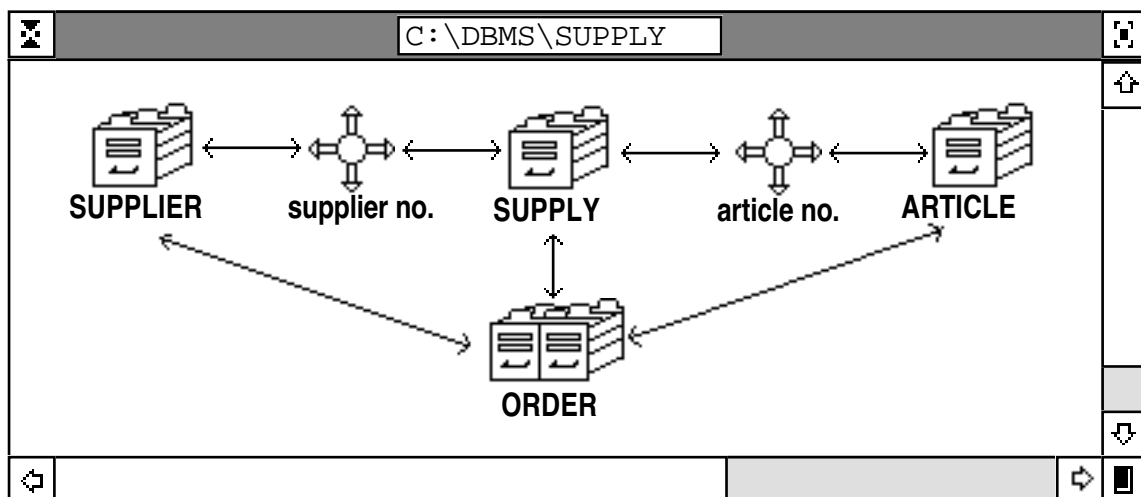 C:\DBMS\SUPPLY
SUPPLIER supplier no. SUPPLY article no. ARTICLE
ORDER